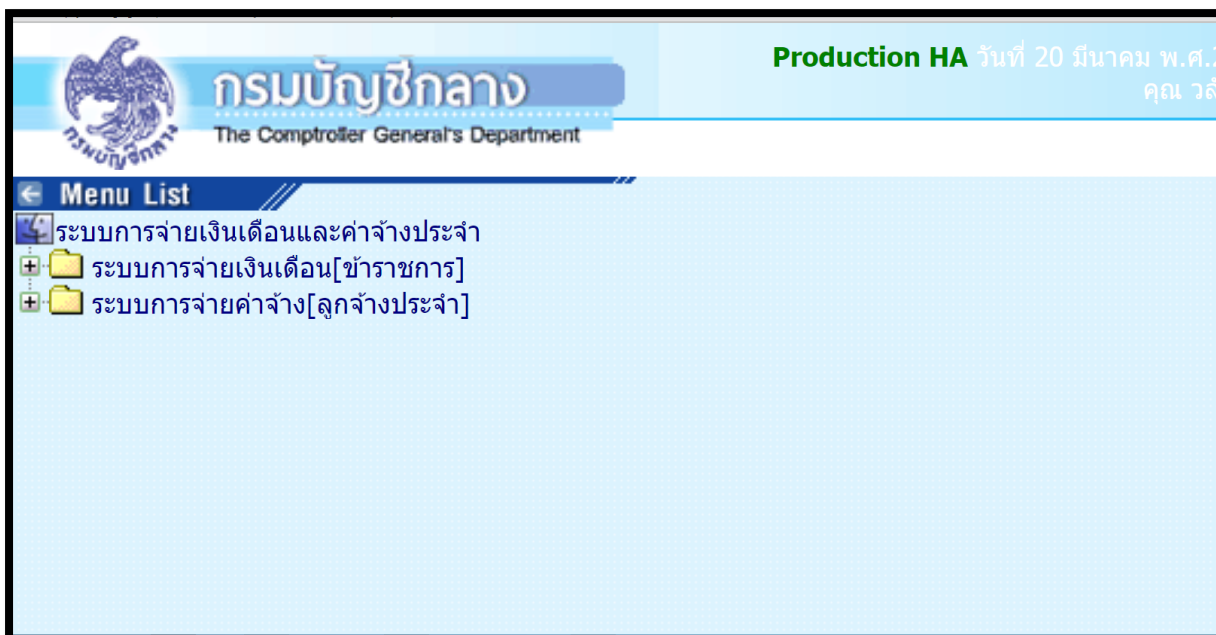 Production HA วันที่ 20 มีนาคม พ.ศ.
คุณ
กรมบัญชีกลาง
The Comptroller General's Department
กรมบัญชีกลาง
Menu List
ระบบการจ่ายเงินเดือนและค่าจ้างประจำ
ระบบการจ่ายเงินเดือน[ข้าราชการ]
ระบบการจ่ายค่าจ้าง[ลูกจ้างประจำ]